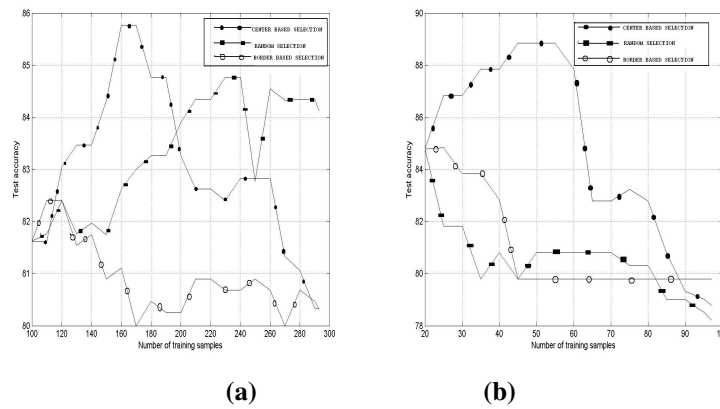 86
85
84
83
82
81
80
Test accuracy
100 120 140 160 180 200 220 240 260 280 300
Number of training samples
CENTER BASED SELECTION
RANDOM SELECTION
BORDER BASED SELECTION
(a)
90
88
86
84
82
80
78
Test accuracy
20 30 40 50 60 70 80 90
Number of training samples
CENTER BASED SELECTION
RANDOM SELECTION
BORDER BASED SELECTION
(b)